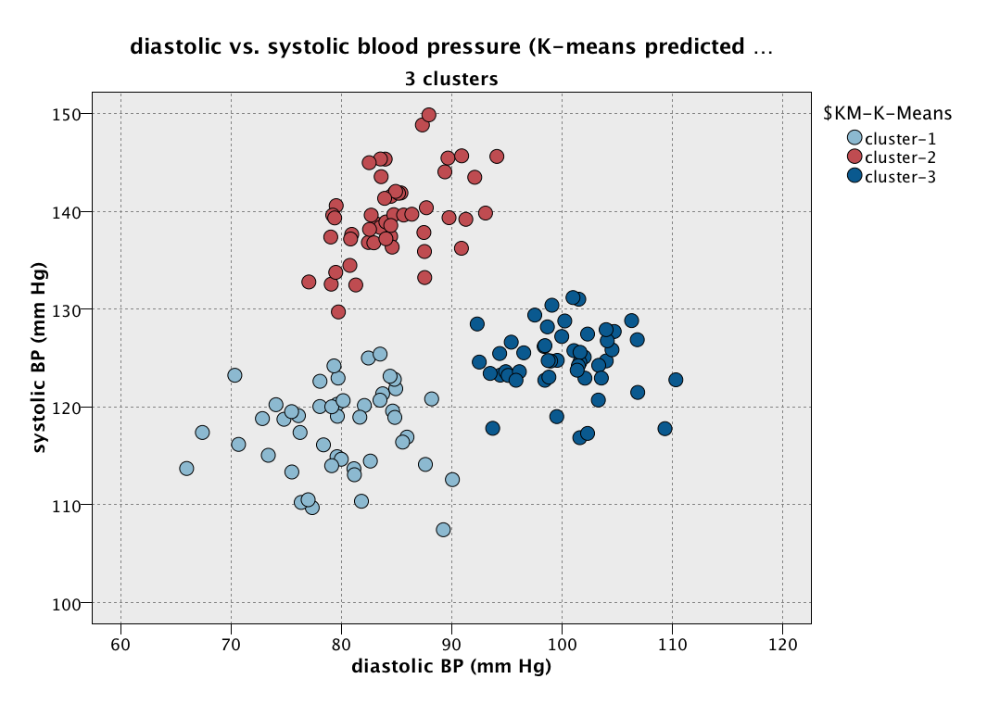 diastolic vs. systolic blood pressure (K-means predicted ...
3 clusters
$KM-K-Means
cluster-1
cluster-2
cluster-3
150
140
130
120
110
100
systolic BP (mm Hg)
60 70 80 90 100 110 120
diastolic BP (mm Hg)